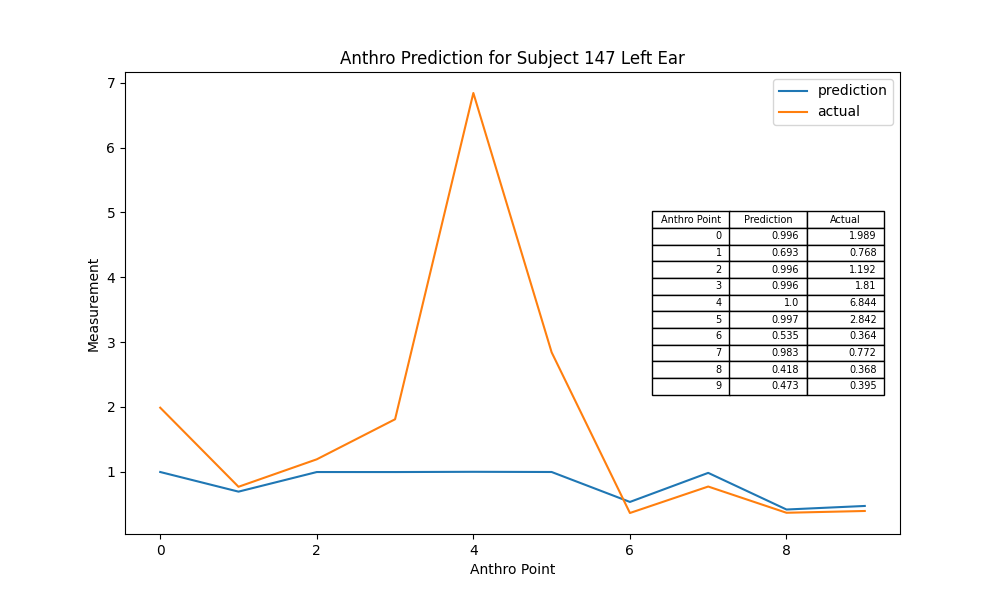 Anthro Prediction for Subject 147 Left Ear
prediction
actual
7
6
5
4
3
2
1
Measurement
Anthro Point Prediction Actual
0 0.996 1.989
1 0.693 0.768
2 0.996 1.192
3 0.996 1.81
4 1.0 6.844
5 0.997 2.842
6 0.535 0.364
7 0.983 0.772
8 0.418 0.368
9 0.473 0.395
0 2 4 6 8
Anthro Point